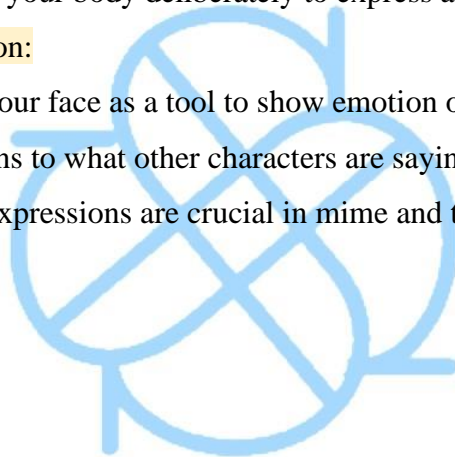 your body deliberately to express a
on:
our face as a tool to show emotion o
ns to what other characters are sayin
xpressions are crucial in mime and t